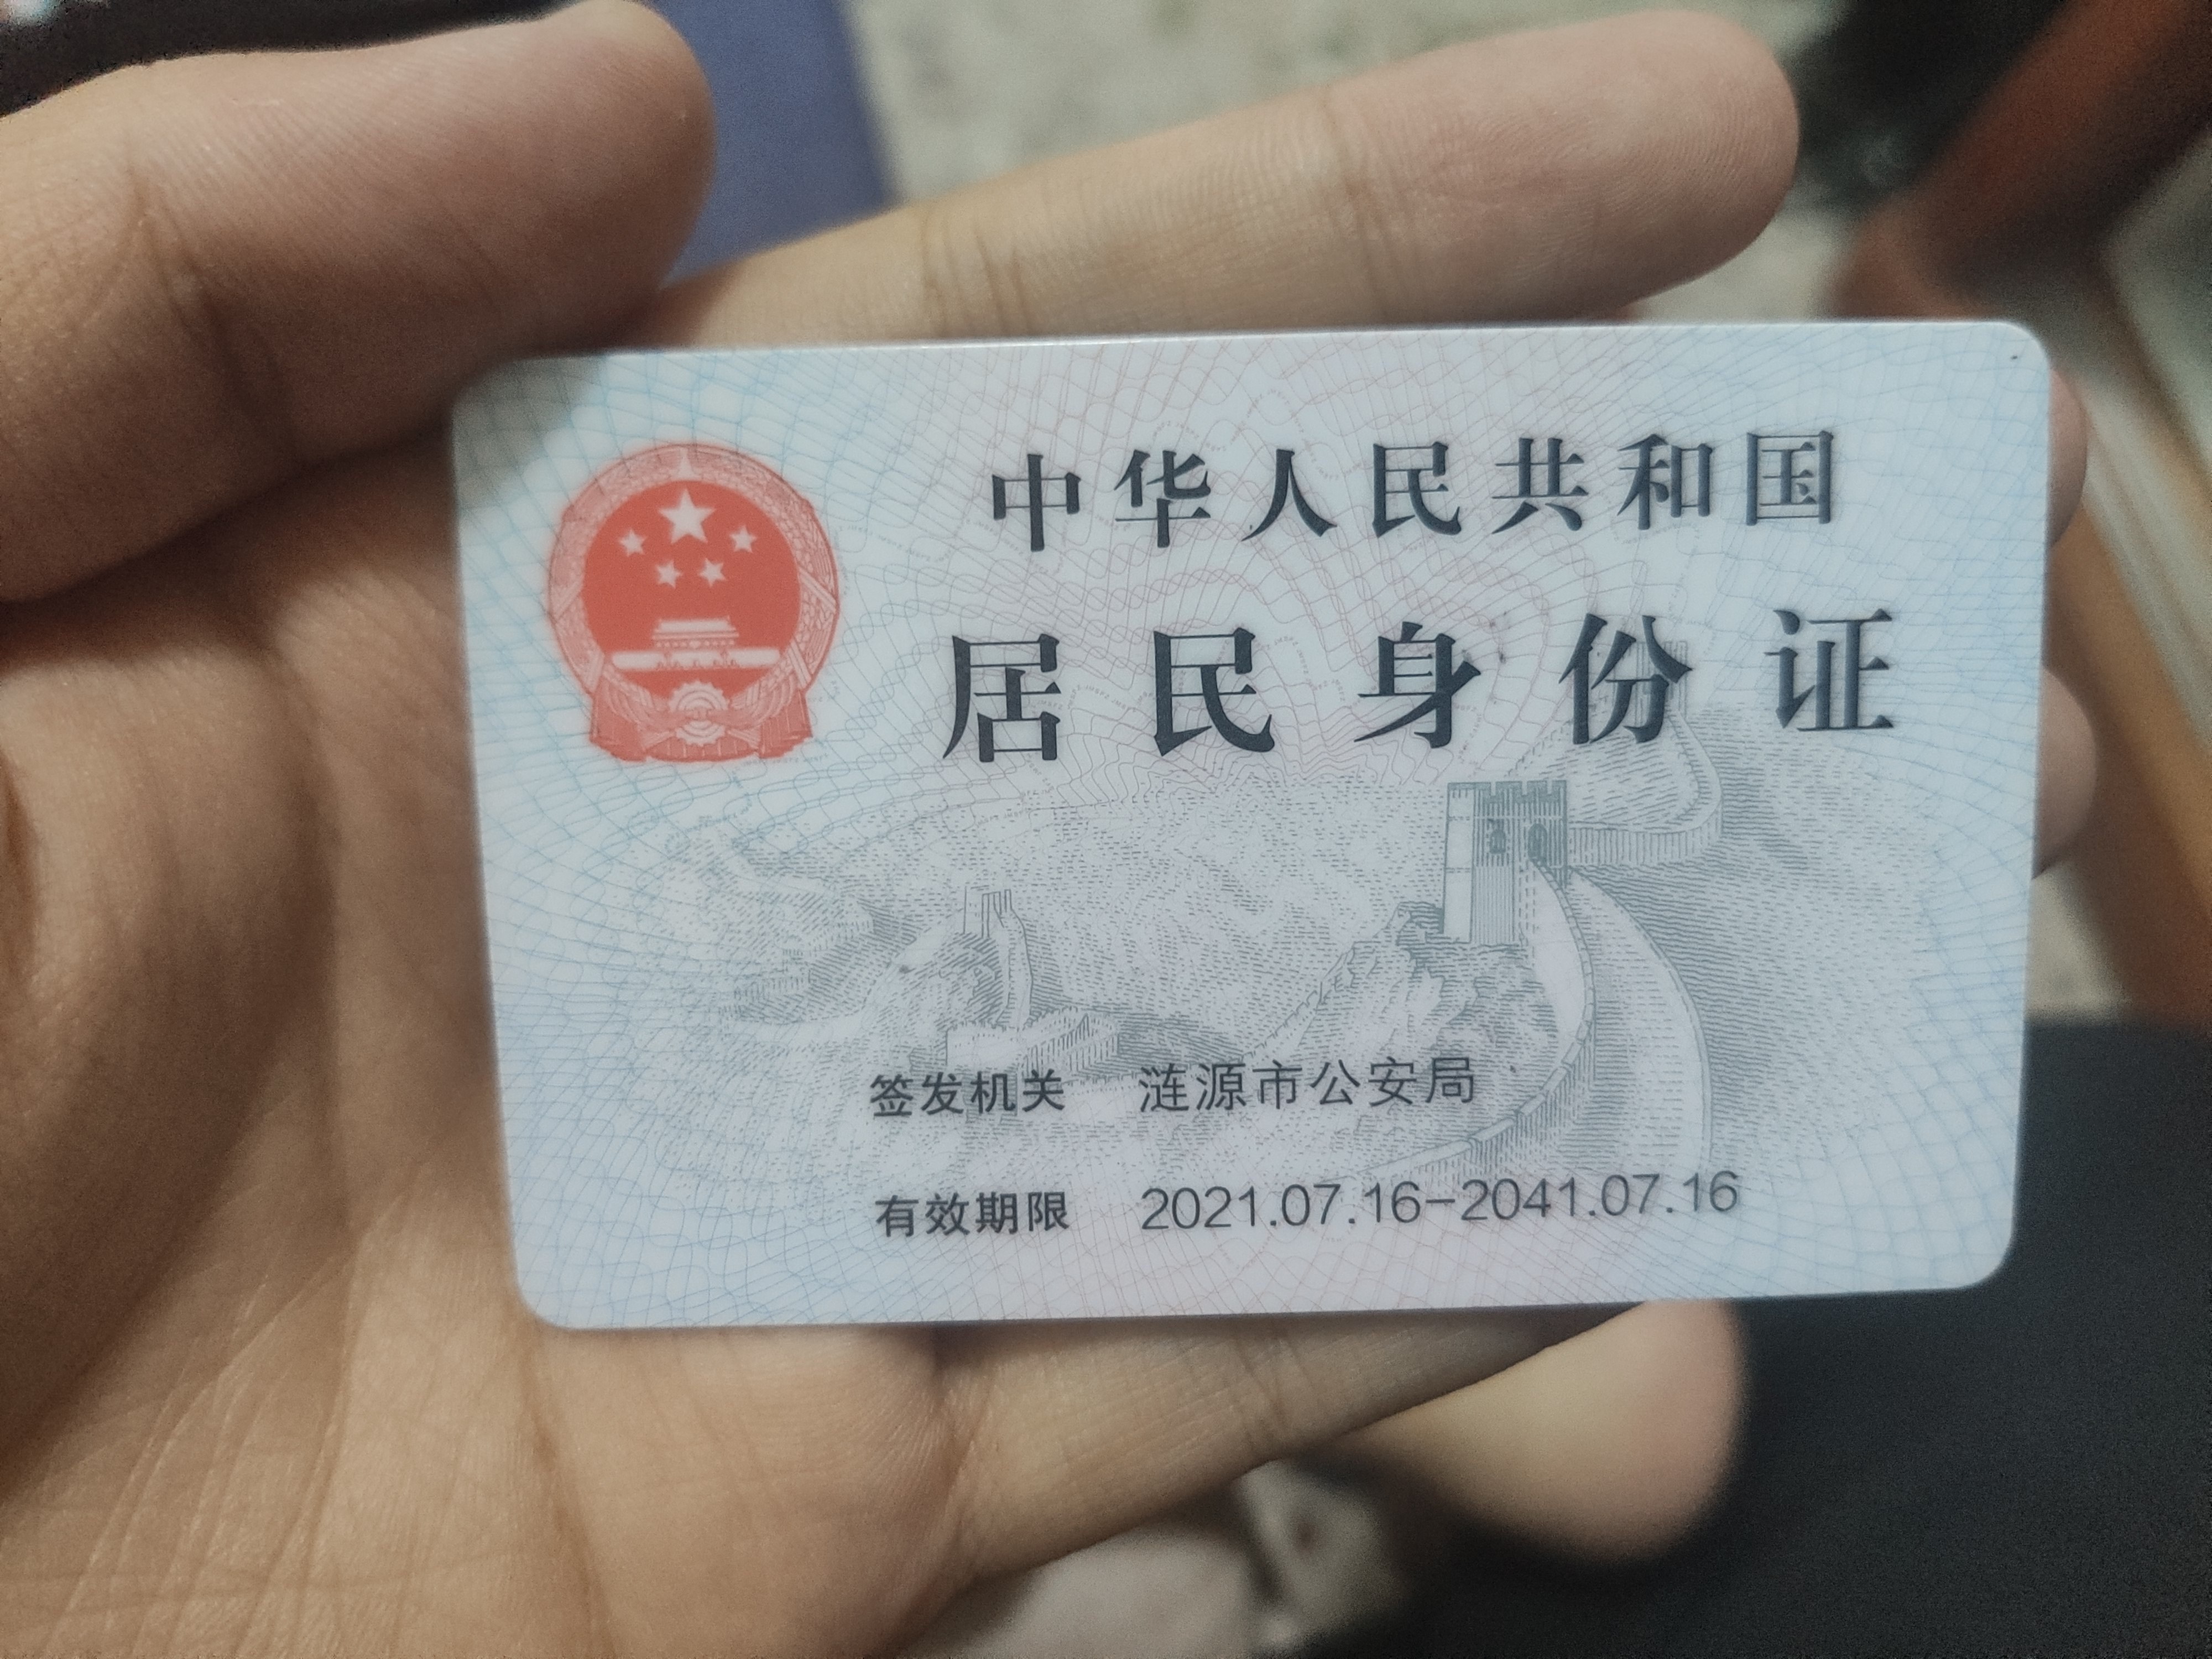 中华人民共和国
居民身份证
签发机关 涟源市公安局
有效期限 2021.07.16-2041.07.16